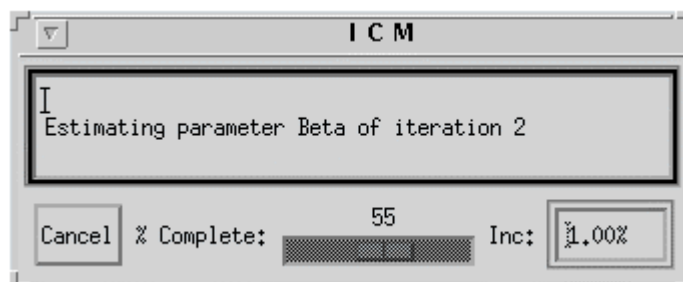 I C M
Estimating parameter Beta of iteration 2
55
Cancel % Complete: Inc: 1.00%